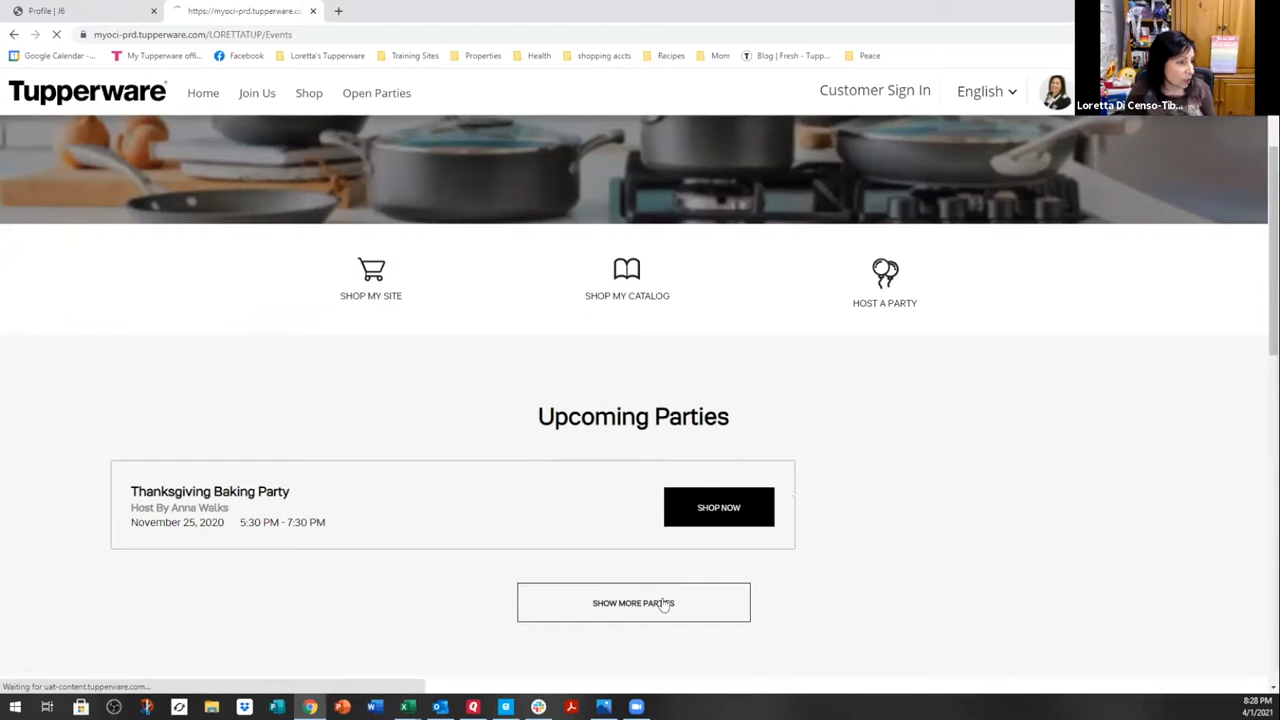 Profile | J6
https://myoci-prd.tupperware.co
myoci-prd.tupperware.com/LORETTATUP/Events
Google Calendar -...
My Tupperware offi...
Facebook
Loretta's Tupperware
Training Sites
Properties
Health
shopping accts
Recipes
Mom
Blog | Fresh - Tupp...
Peace
Tupperware
Home
Join Us
Shop
Open Parties
Customer Sign In
English
Loretta Di Censo-Tib...
SHOP MY SITE
SHOP MY CATALOG
HOST A PARTY
Upcoming Parties
Thanksgiving Baking Party
Host By Anna Walks
November 25, 2020 5:30 PM - 7:30 PM
SHOP NOW
SHOW MORE PARTIES
Waiting for uat-content.tupperware.com...
8:28 PM
4/1/2021